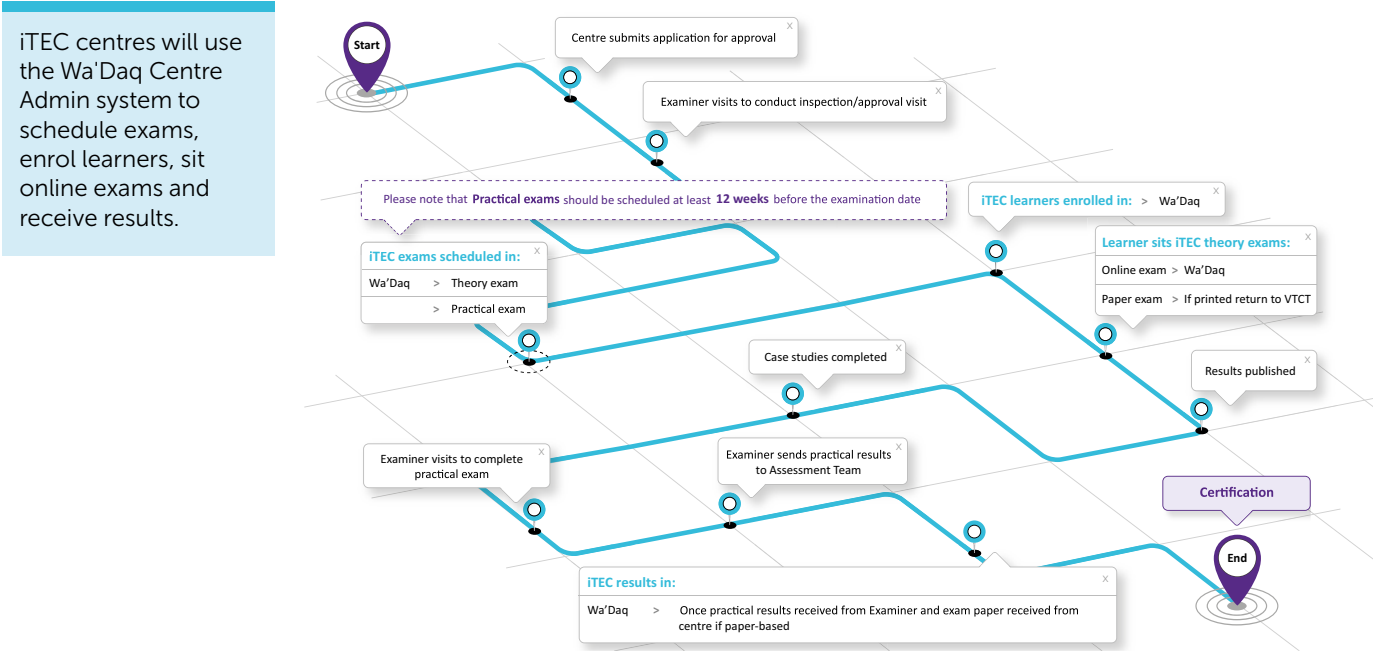 iTEC centres will use
the Wa'Daq Centre
Admin system to
schedule exams,
enrol learners, sit
online exams and
receive results.
Start
Centre submits application for approval x
Examiner visits to conduct inspection/approval visit x
Please note that Practical exams should be scheduled at least 12 weeks before the examination date
iTEC exams scheduled in: x
Wa'Daq > Theory exam
> Practical exam
iTEC learners enrolled in: > Wa'Daq x
Learner sits iTEC theory exams: x
Online exam > Wa'Daq
Paper exam > If printed return to VTCT
Results published x
Case studies completed x
Examiner visits to complete x
practical exam
Examiner sends practical results x
to Assessment Team
iTEC results in: x
Wa'Daq > Once practical results received from Examiner and exam paper received from
centre if paper-based
Certification
End